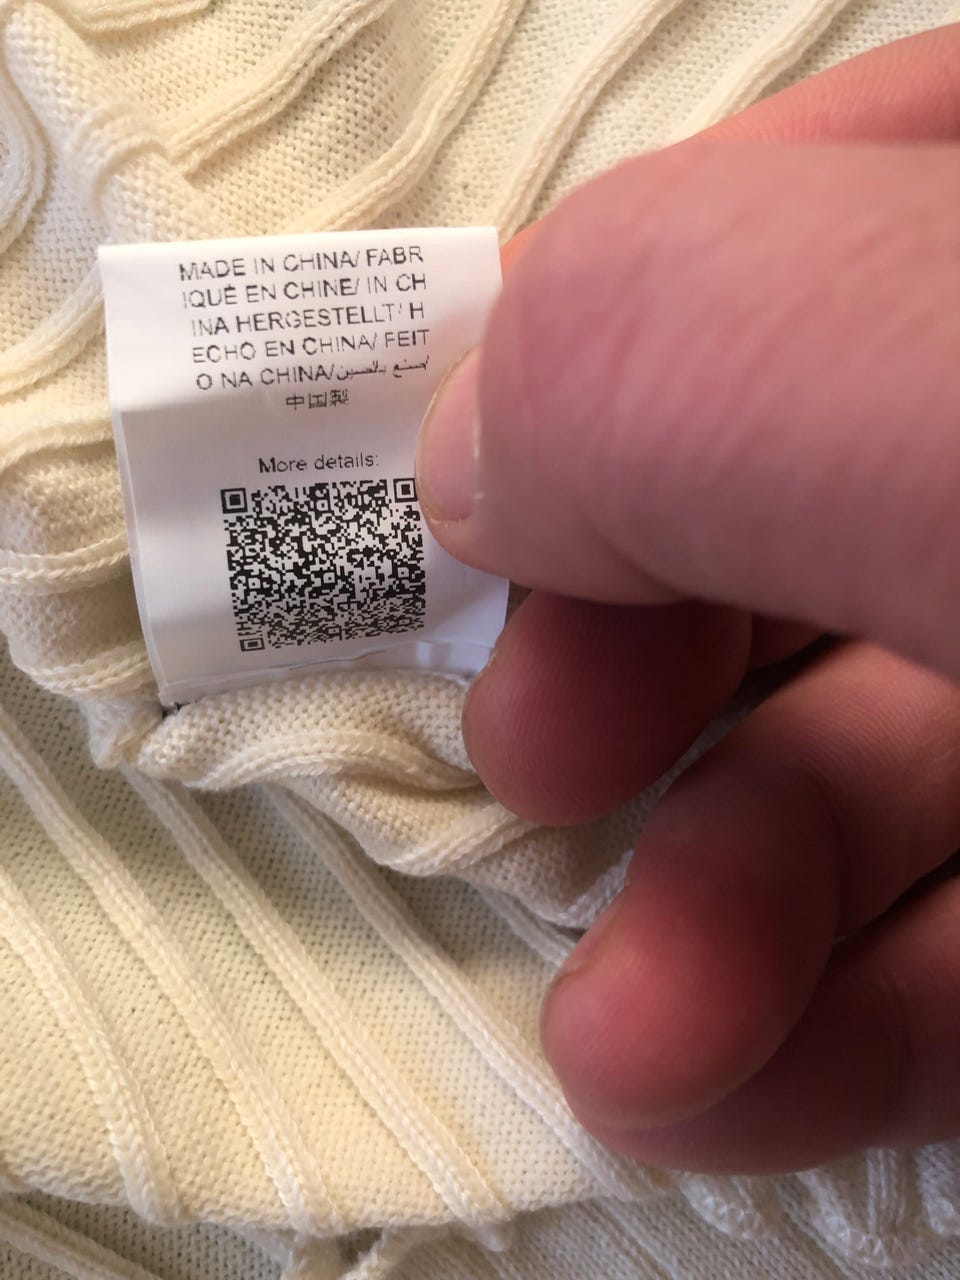 MADE IN CHINA/ FABR
IQUÉ EN CHINE/ IN CH
INA HERGESTELLT/ H
ECHO EN CHINA/ FEIT
O NA CHINA/صنع بالصين/
中国製
More details: